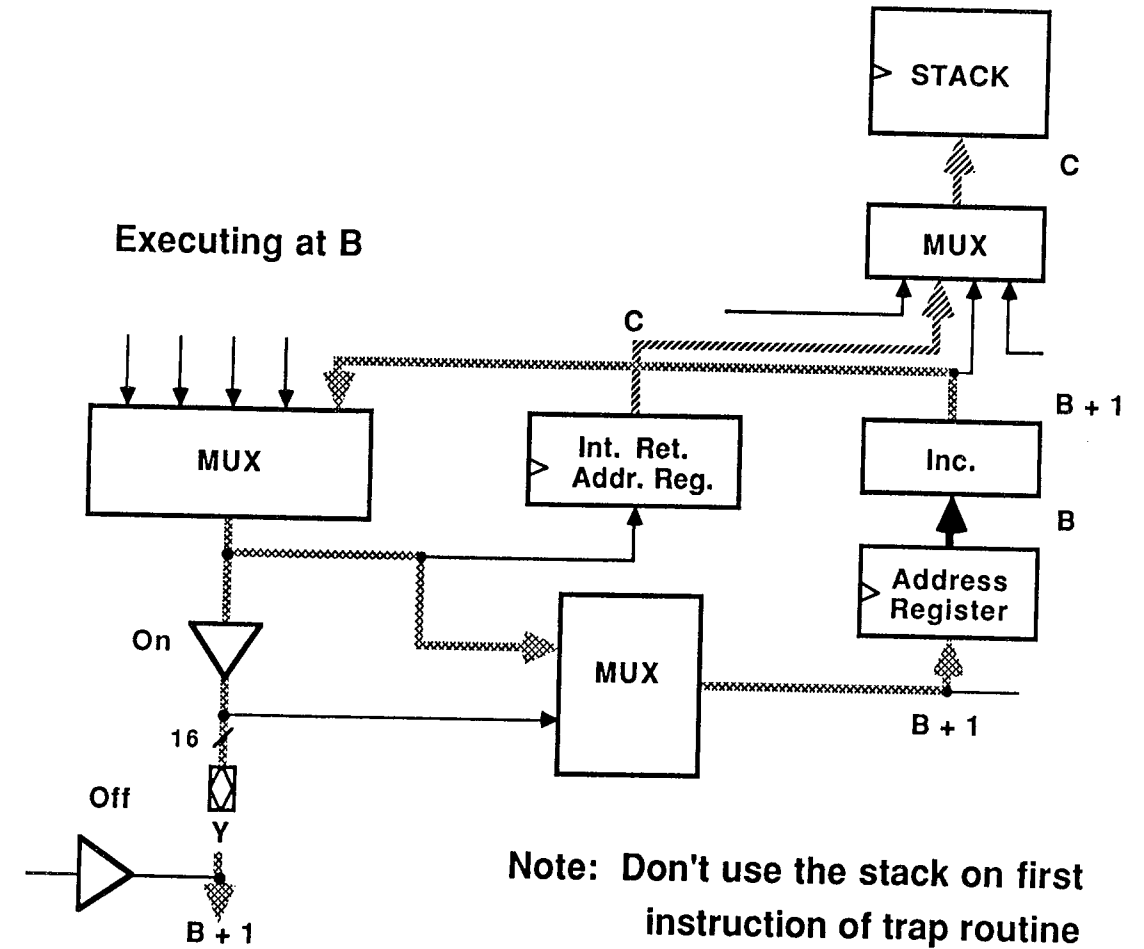 STACK
C
MUX
Executing at B
C
B + 1
MUX
Int. Ret.
Addr. Reg.
Inc.
B
Address
Register
On
MUX
B + 1
16
Off
Y
B + 1
Note: Don't use the stack on first
instruction of trap routine